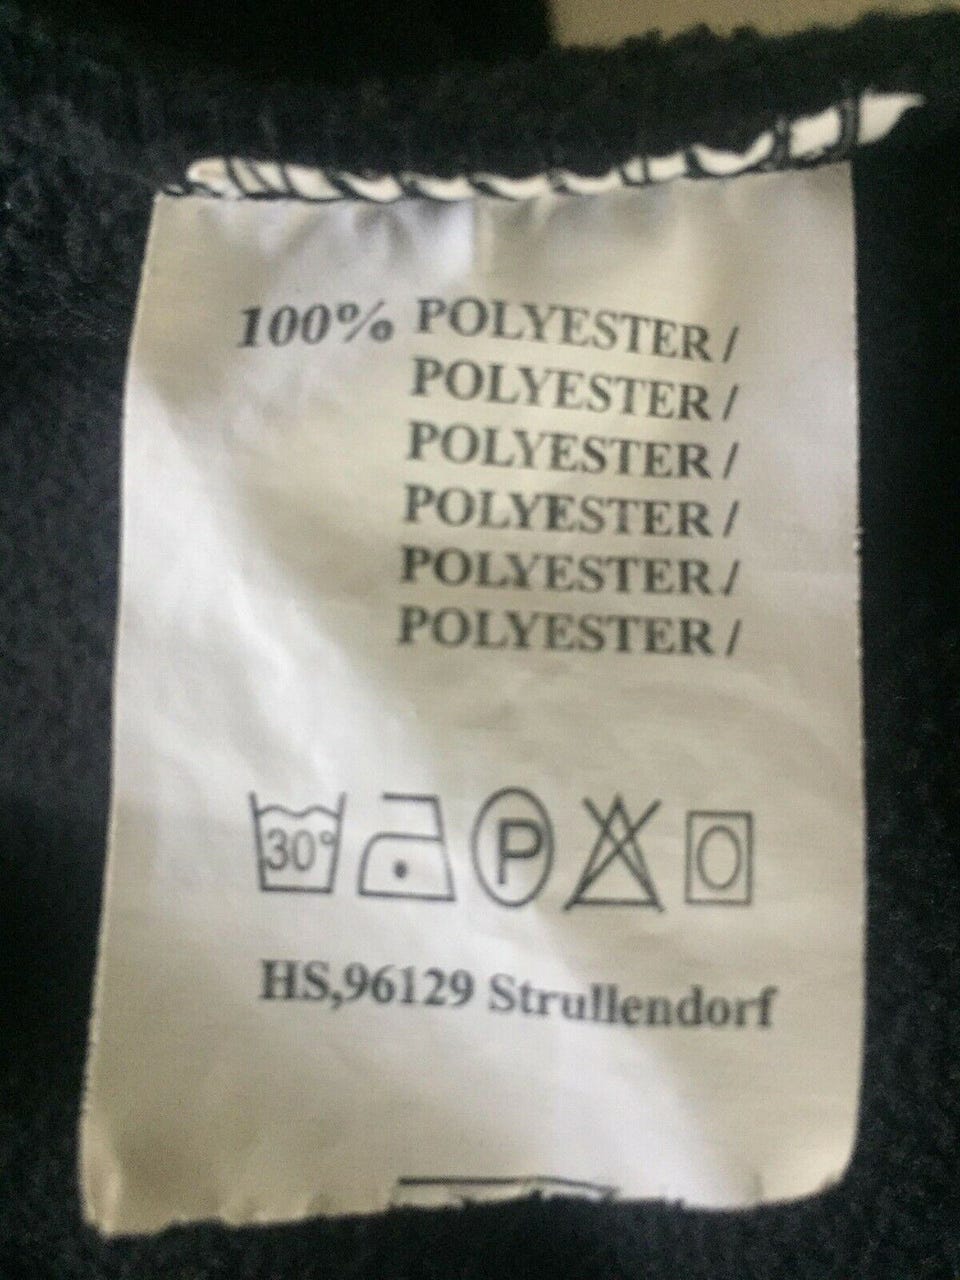 100% POLYESTER /
POLYESTER /
POLYESTER /
POLYESTER /
POLYESTER /
POLYESTER /
30°
P
HS,96129 Strullendorf